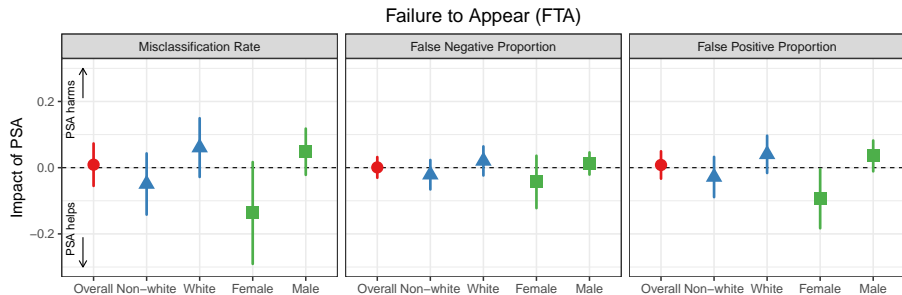 Failure to Appear (FTA)
Misclassification Rate
False Negative Proportion
False Positive Proportion
Impact of PSA
PSA harms
PSA helps
0.2
0.0
−0.2
Overall Non−white White Female Male
Overall Non−white White Female Male
Overall Non−white White Female Male